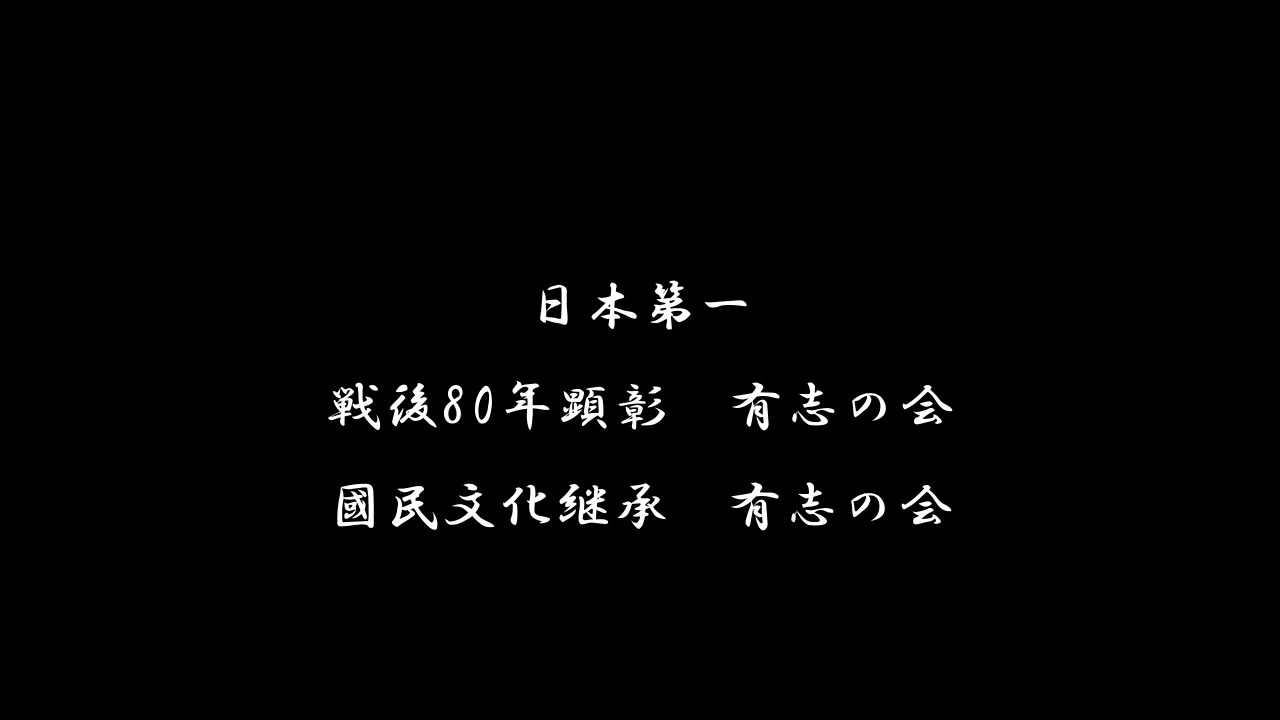 日本第一
戦後80年顕彰　有志の会
國民文化継承　有志の会